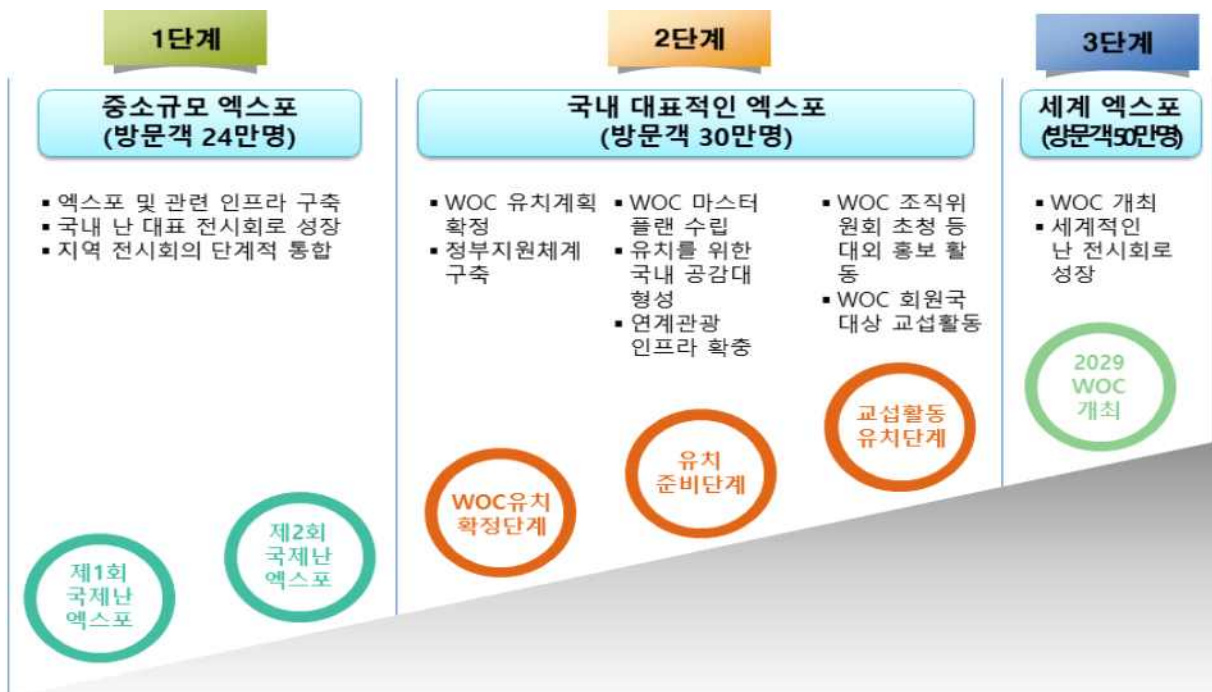 1단계
중소규모 엑스포
(방문객 24만명)
▪ 엑스포 및 관련 인프라 구축
▪ 국내 난 대표 전시회로 성장
▪ 지역 전시회의 단계적 통합
제1회
국제난
엑스포
제2회
국제난
엑스포
2단계
국내 대표적인 엑스포
(방문객 30만명)
▪ WOC 유치계획
확정
▪ 정부지원체계
구축
WOC유치
확정단계
▪ WOC 마스터
플랜 수립
▪ 유치를 위한
국내 공감대
형성
▪ 연계관광
인프라 확충
유치
준비단계
▪ WOC 조직위
원회 초청 등
대외 홍보 활
동
▪ WOC 회원국
대상 교섭활동
교섭활동
유치단계
3단계
세계 엑스포
(방문객50만명)
▪ WOC 개최
▪ 세계적인
난 전시회로
성장
2029
WOC
개최